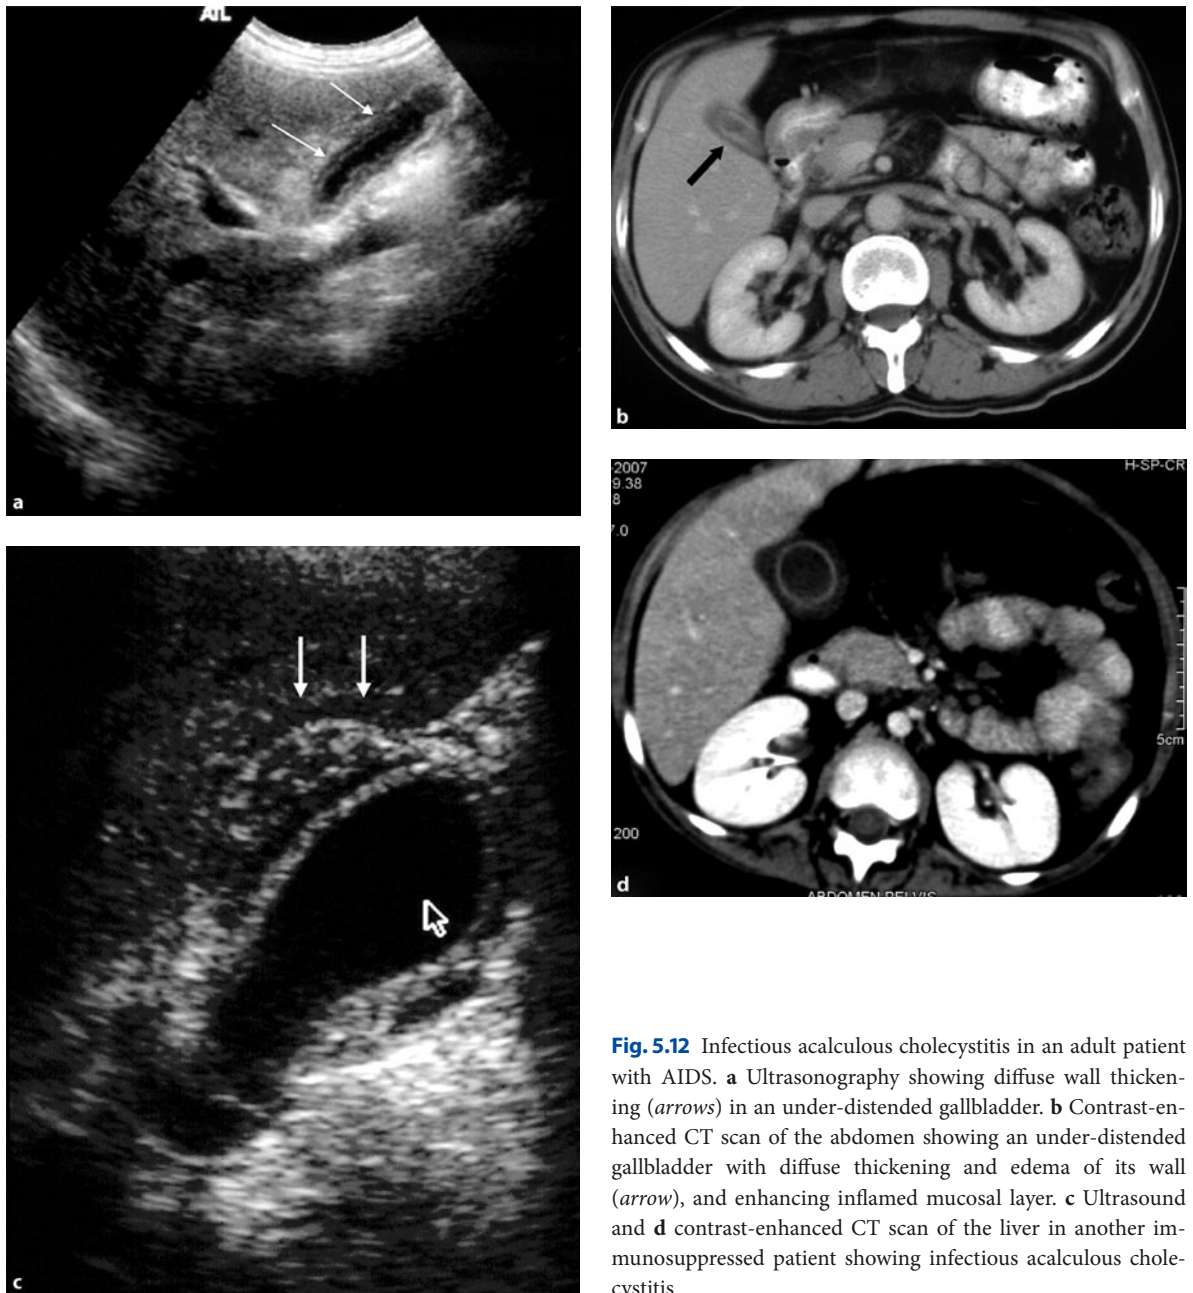 a
b
-2007
9.38
8
7.0
H-SP-CR
5cm
200
d
c
Fig. 5.12 Infectious acalculous cholecystitis in an adult patient
with AIDS. a Ultrasonography showing diffuse wall thicken-
ing (arrows) in an under-distended gallbladder. b Contrast-en-
hanced CT scan of the abdomen showing an under-distended
gallbladder with diffuse thickening and edema of its wall
(arrow), and enhancing inflamed mucosal layer. c Ultrasound
and d contrast-enhanced CT scan of the liver in another im-
munosuppressed patient showing infectious acalculous chole-
cystitis